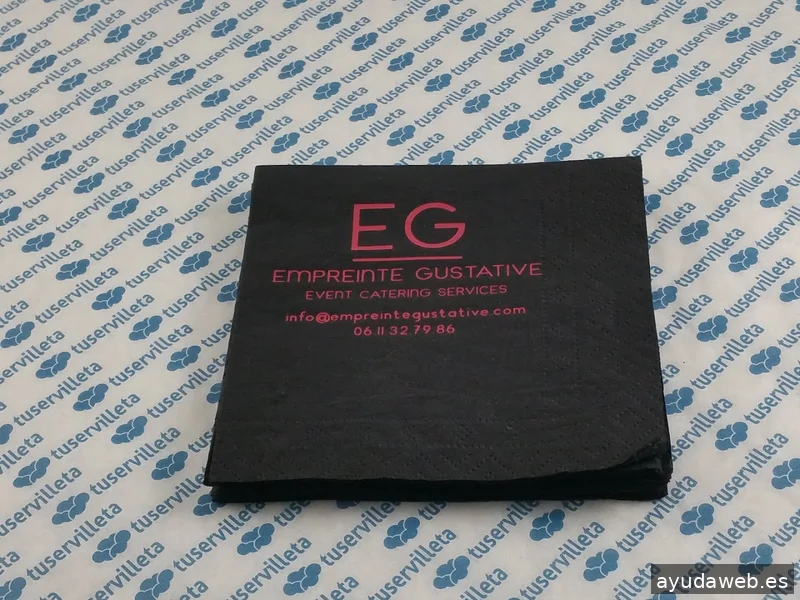 EG
EMPREINTE GUSTATIVE
EVENT CATERING SERVICES
info@empreintegustative.com
06.11.32.79.86
tuservilleta
ayudaweb.es